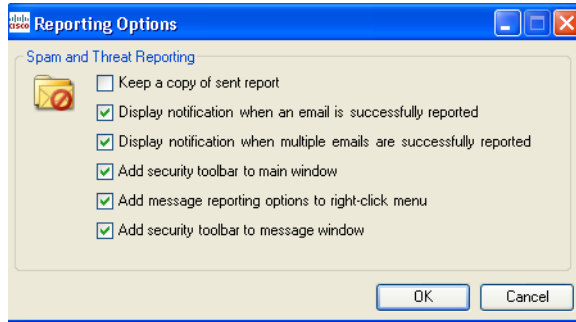 cisco Reporting Options
Spam and Threat Reporting
Keep a copy of sent report
Display notification when an email is successfully reported
Display notification when multiple emails are successfully reported
Add security toolbar to main window
Add message reporting options to right-click menu
Add security toolbar to message window
OK Cancel